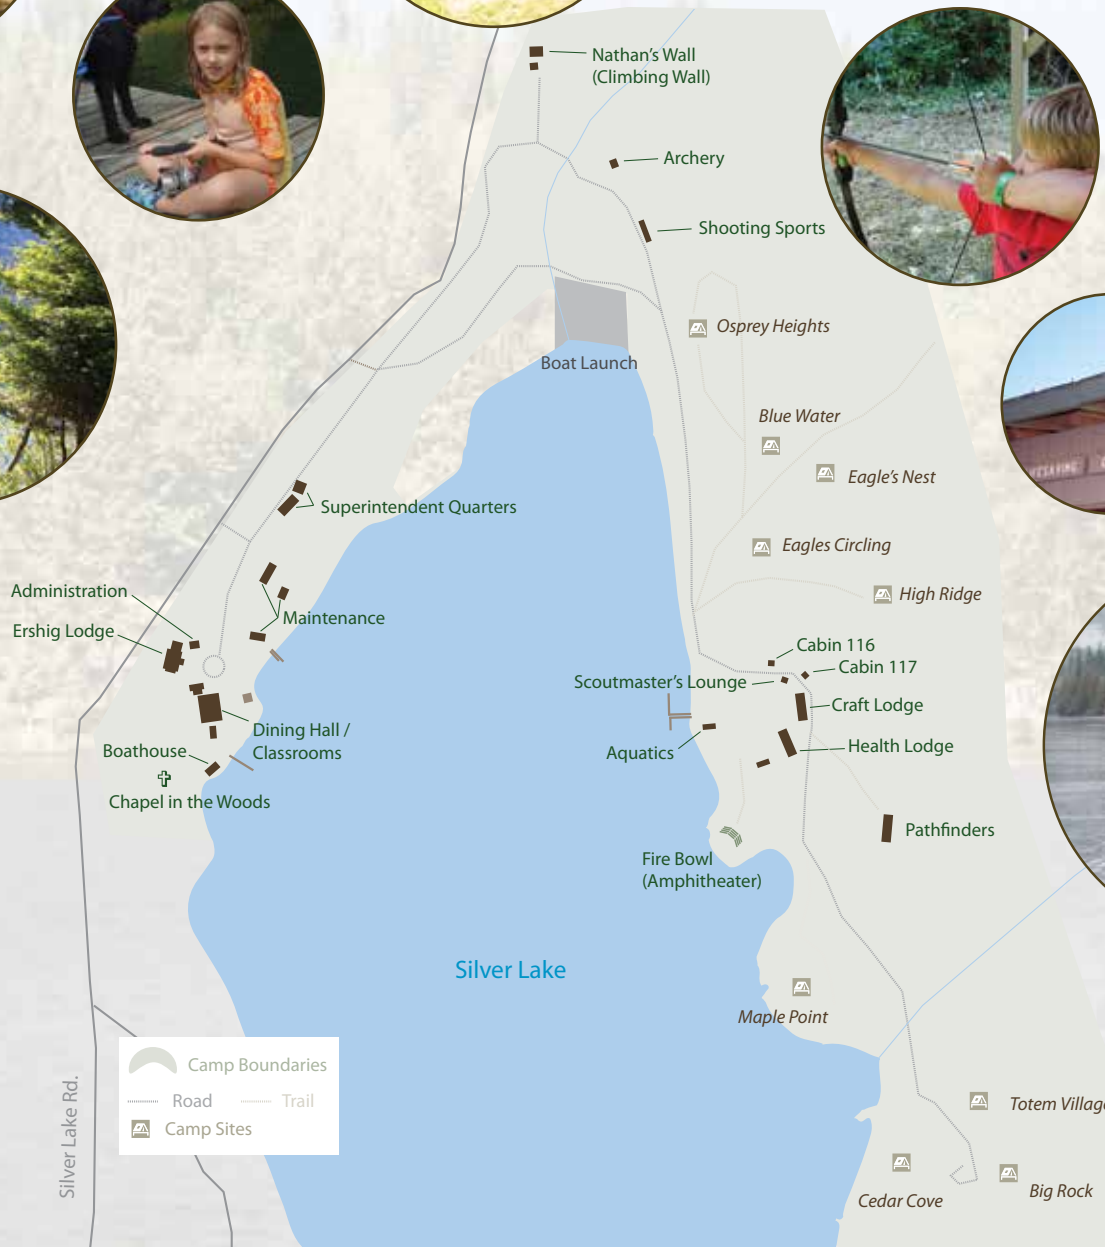 Nathan's Wall
(Climbing Wall)
Archery
Shooting Sports
Osprey Heights
Boat Launch
Blue Water
Eagle's Nest
Superintendent Quarters
Eagles Circling
High Ridge
Administration
Ershig Lodge
Maintenance
Cabin 116
Cabin 117
Scoutmaster's Lounge
Craft Lodge
Dining Hall /
Classrooms
Boathouse
Aquatics
Health Lodge
Chapel in the Woods
Pathfinders
Fire Bowl
(Amphitheater)
Silver Lake
Maple Point
Camp Boundaries
Road
Trail
Camp Sites
Silver Lake Rd.
Totem Village
Cedar Cove
Big Rock